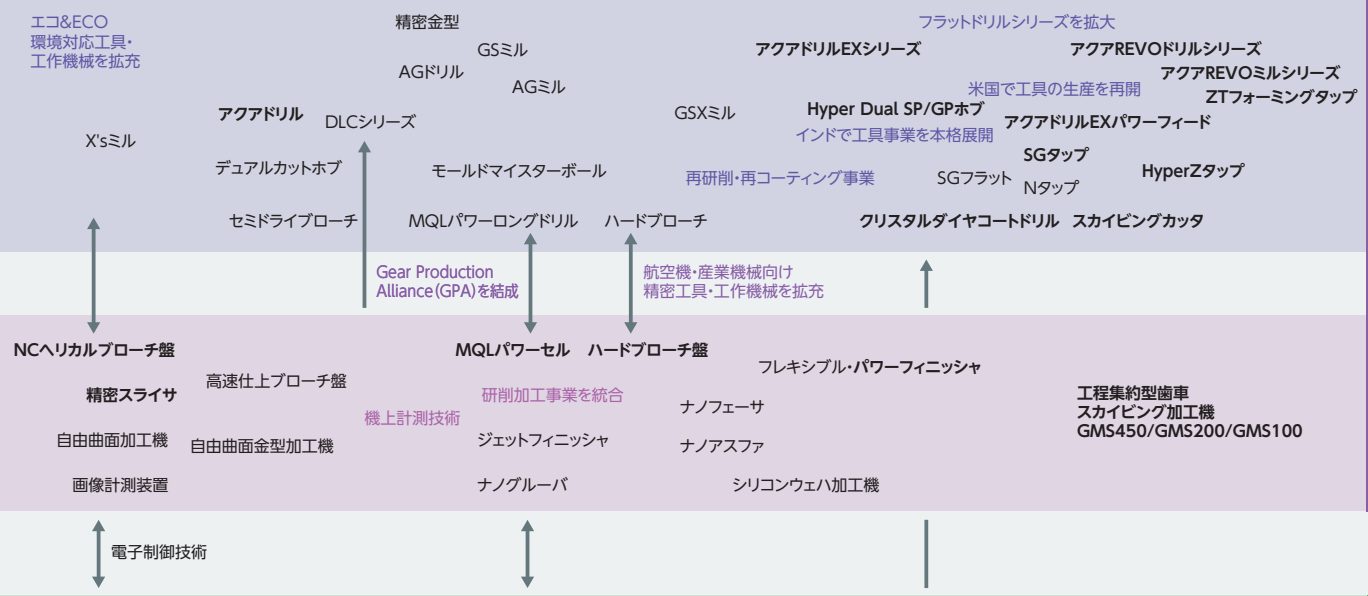 エコ&ECO
環境対応工具・
工作機械を拡充
精密金型
フラットドリルシリーズを拡大
GSミル
アクアドリルEXシリーズ
アクアREVOドリルシリーズ
AGドリル
アクアREVOミルシリーズ
AGミル
米国で工具の生産を再開
ZTフォーミングタップ
アクアドリル
DLCシリーズ
GSXミル
Hyper Dual SP/GPホブ
アクアドリルEXパワーフィード
X'sミル
インドで工具事業を本格展開
SGタップ
デュアルカットホブ
モールドマイスターボール
再研削・再コーティング事業
SGフラット
Nタップ
HyperZタップ
セミドライブローチ
MQLパワーロングドリル
ハードブローチ
クリスタルダイヤコートドリル
スカイビングカッタ
Gear Production
Alliance(GPA)を結成
航空機・産業機械向け
精密工具・工作機械を拡充
NCヘリカルブローチ盤
MQLパワーセル
ハードブローチ盤
フレキシブル・パワーフィニッシャ
高速仕上ブローチ盤
精密スライサ
研削加工事業を統合
機上計測技術
ナノフェーサ
工程集約型歯車
スカイビング加工機
GMS450/GMS200/GMS100
自由曲面加工機
自由曲面金型加工機
ジェットフィニッシャ
ナノアスファ
画像計測装置
ナノグルーバ
シリコンウェハ加工機
電子制御技術